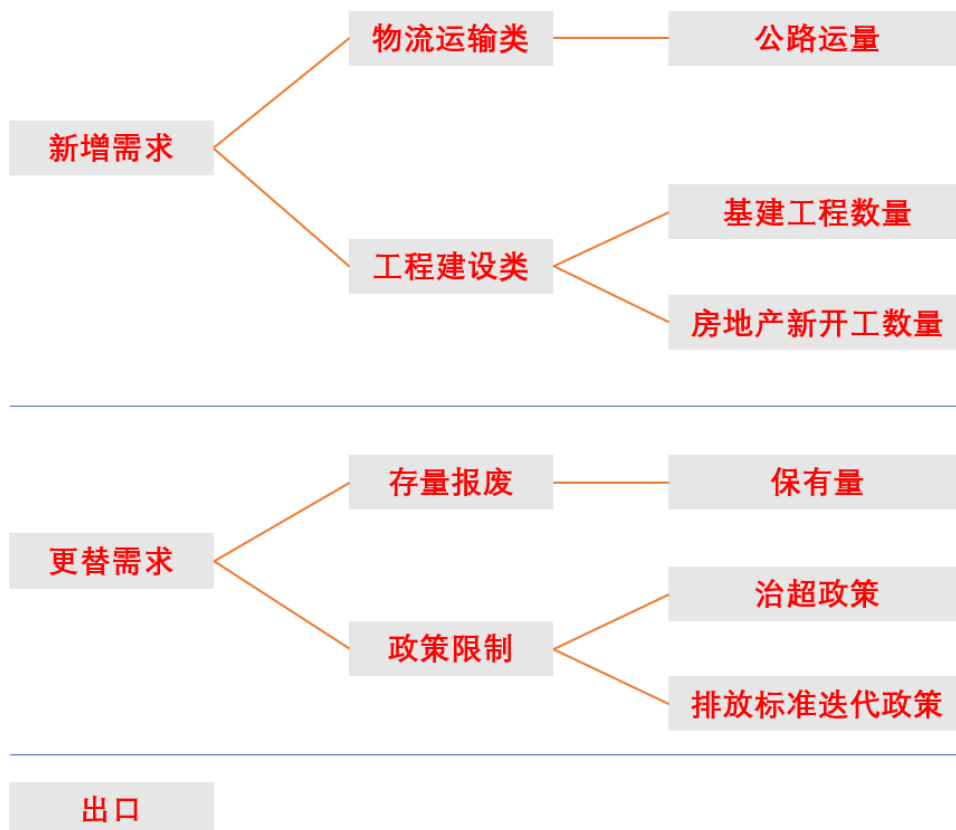 物流运输类
公路运量
新增需求
基建工程数量
工程建设类
房地产新开工数量
存量报废
保有量
更替需求
治超政策
政策限制
排放标准迭代政策
出口